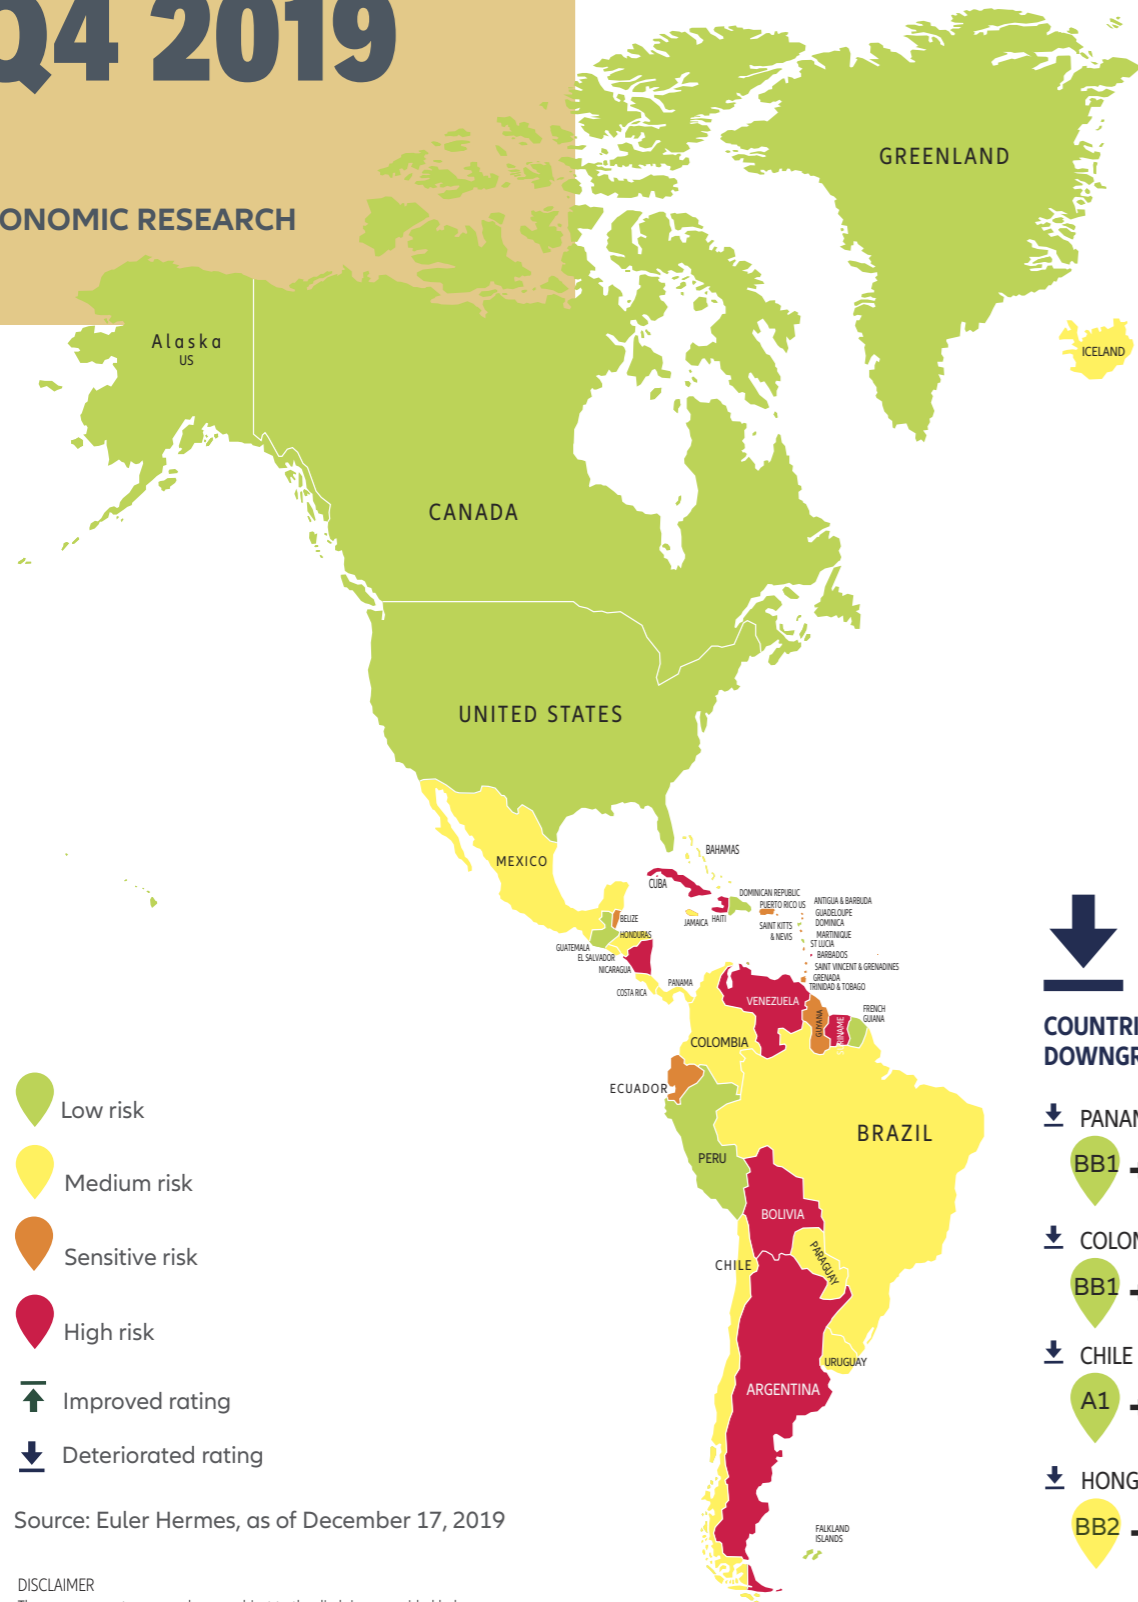 Q4 2019
ONOMIC RESEARCH
GREENLAND
Alaska
US
ICELAND
CANADA
UNITED STATES
MEXICO
BAHAMAS
CUBA
DOMINICAN REPUBLIC
PUERTO RICO US
ANTIGUA & BARBUDA
GUADELOUPE
DOMINICA
MARTINIQUE
ST LUCIA
BARBADOS
SAINT VINCENT & GRENADINES
GRENADA
TRINIDAD & TOBAGO
SAINT KITTS
& NEVIS
JAMAICA
HAITI
BELIZE
HONDURAS
GUATEMALA
EL SALVADOR
NICARAGUA
COSTA RICA
PANAMA
VENEZUELA
GUYANA
SURINAME
FRENCH
GUIANA
COLOMBIA
ECUADOR
BRAZIL
PERU
BOLIVIA
CHILE
PARAGUAY
URUGUAY
ARGENTINA
FALKLAND
ISLANDS
Low risk
Medium risk
Sensitive risk
High risk
Improved rating
Deteriorated rating
Source: Euler Hermes, as of December 17, 2019
DISCLAIMER
COUNTRI
DOWNGR
PANAM
BB1
COLOM
BB1
CHILE
A1
HONG
BB2